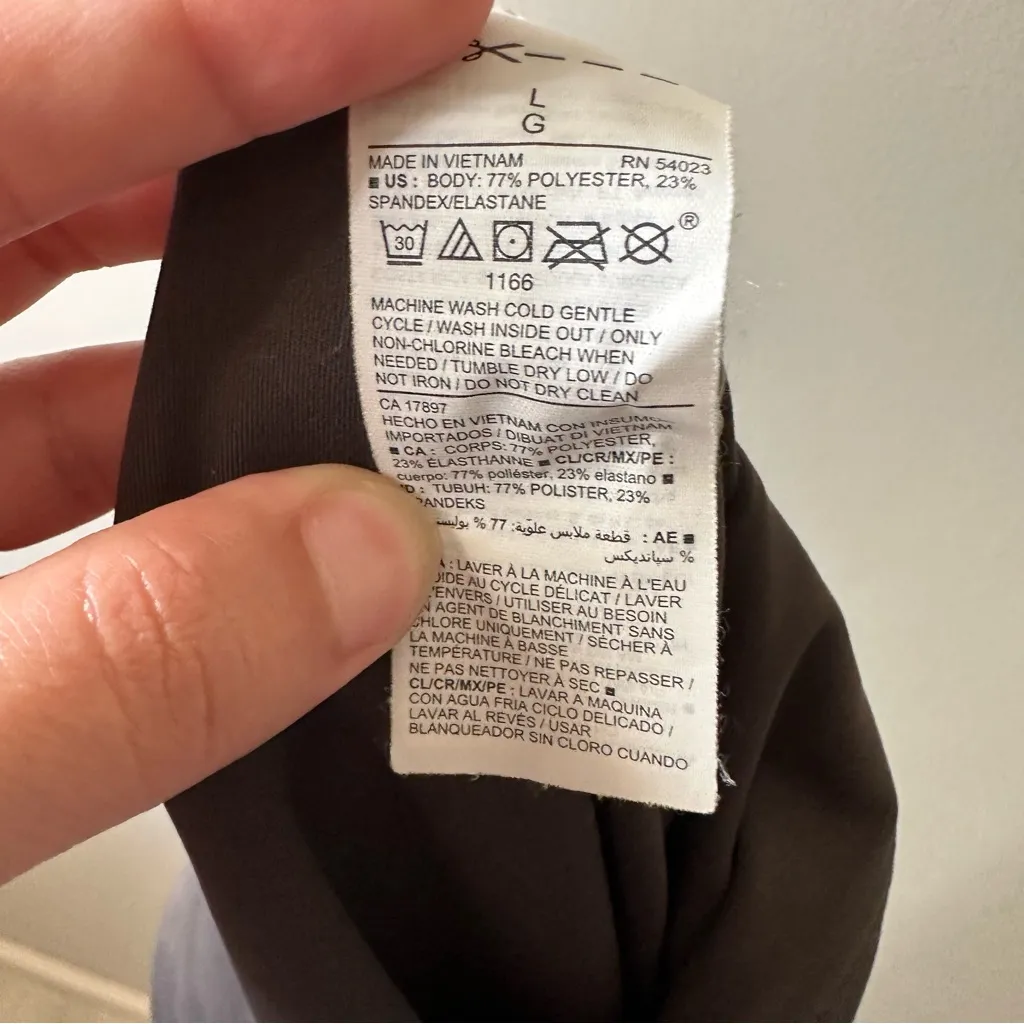 L
G
MADE IN VIETNAM RN 54023
■ US : BODY: 77% POLYESTER, 23%
SPANDEX/ELASTANE
30 ®
1166
MACHINE WASH COLD GENTLE
CYCLE / WASH INSIDE OUT / ONLY
NON-CHLORINE BLEACH WHEN
NEEDED / TUMBLE DRY LOW / DO
NOT IRON / DO NOT DRY CLEAN
CA 17897
HECHO EN VIETNAM CON INSUMOS
IMPORTADOS / DIBUAT DI VIETNAM
■ CA : CORPS: 77% POLYESTER,
23% ÉLASTHANNE ■ CL/CR/MX/PE :
cuerpo: 77% poliéster, 23% elastano ■
: TUBUH: 77% POLISTER, 23%
■ AE : قطعة ملابس علوّية: 77 %
% سباندیکس
: LAVER À LA MACHINE À L'EAU
AU CYCLE DÉLICAT / LAVER
/ UTILISER AU BESOIN
AGENT DE BLANCHIMENT SANS
UNIQUEMENT / SÉCHER À
LA MACHINE À BASSE
TEMPÉRATURE / NE PAS REPASSER /
NE PAS NETTOYER À SEC ■
CL/CR/MX/PE : LAVAR A MAQUINA
CON AGUA FRIA CICLO DELICADO /
LAVAR AL REVÉS / USAR
BLANQUEADOR SIN CLORO CUANDO